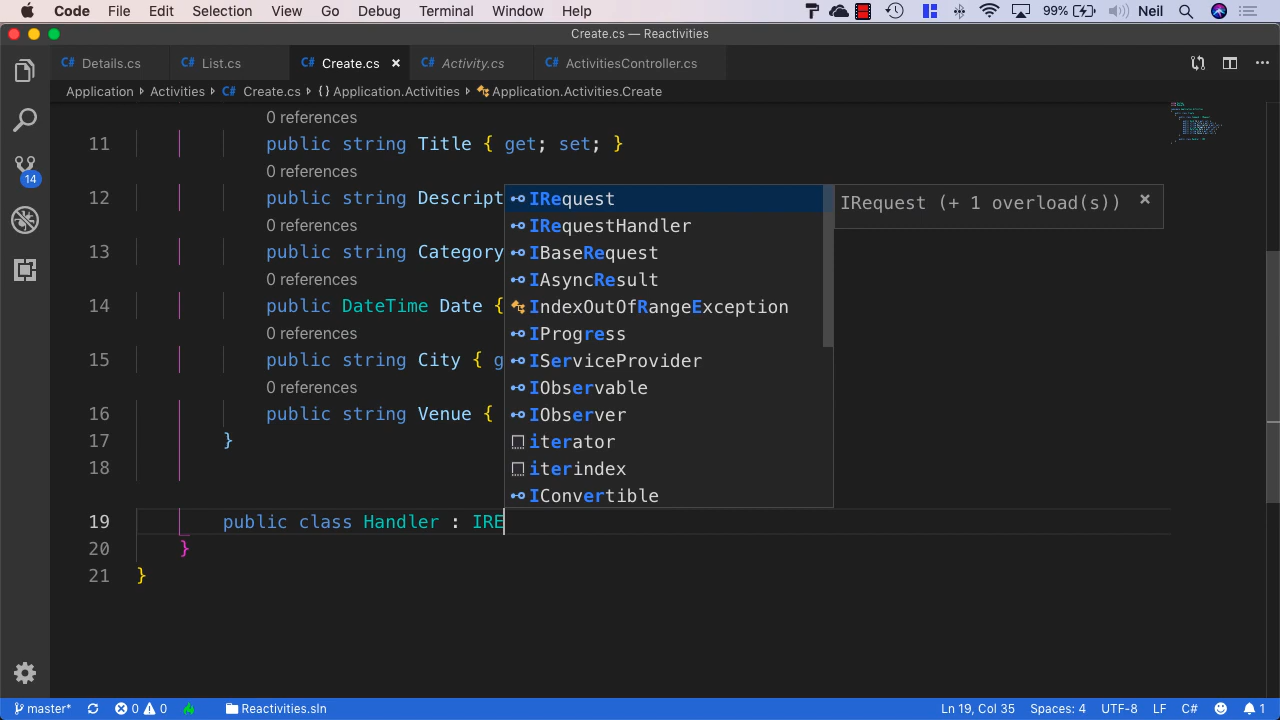 Code File Edit Selection View Go Debug Terminal Window Help 99% Neil
Create.cs — Reactivities
C# Details.cs C# List.cs C# Create.cs × C# Activity.cs C# ActivitiesController.cs
Application › Activities › C# Create.cs › { } Application.Activities › Application.Activities.Create
0 references
11 public string Title { get; set; }
0 references
12 public string Descript
IRequest
IRequest (+ 1 overload(s)) ×
IRequestHandler
0 references
13 public string Category
IBaseRequest
0 references
IAsyncResult
14 public DateTime Date {
IndexOutOfRangeException
0 references
IProgress
15 public string City { g
IServiceProvider
0 references
IObservable
16 public string Venue {
IObserver
17 }
iterator
18
iterindex
IConvertible
19 public class Handler : IRE
20 }
21 }
14
master* 0 0 Reactivities.sln Ln 19, Col 35 Spaces: 4 UTF-8 LF C# 1